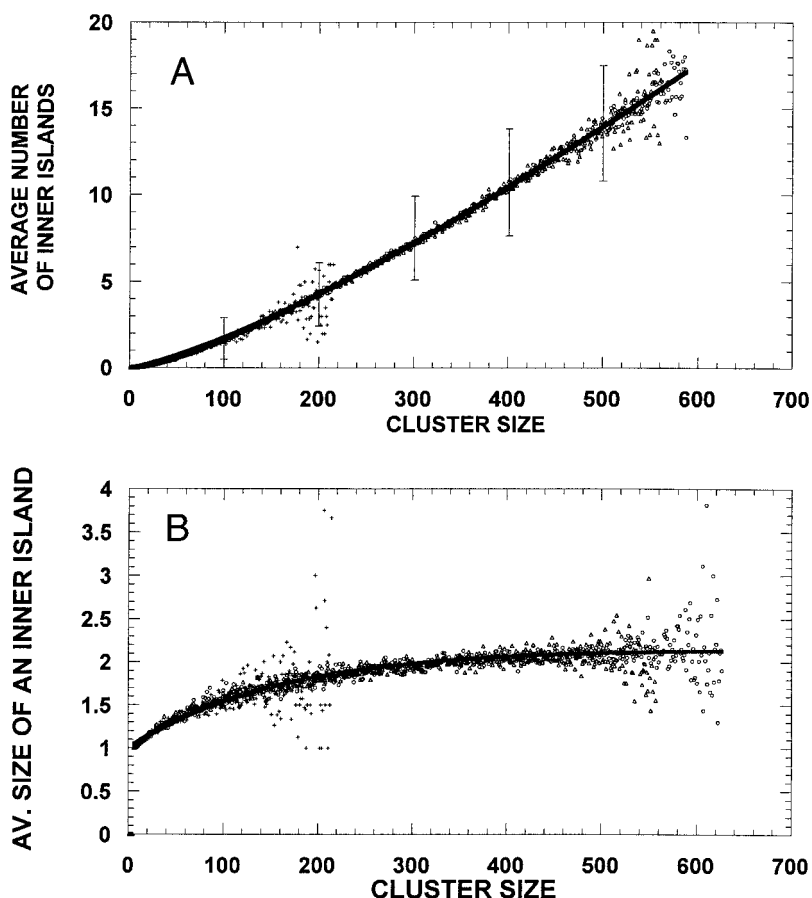 A
AVERAGE NUMBER
OF INNER ISLANDS
20
15
10
5
0
0 100 200 300 400 500 600 700
CLUSTER SIZE
B
AV. SIZE OF AN INNER ISLAND
4
3.5
3
2.5
2
1.5
1
0.5
0
0 100 200 300 400 500 600 700
CLUSTER SIZE